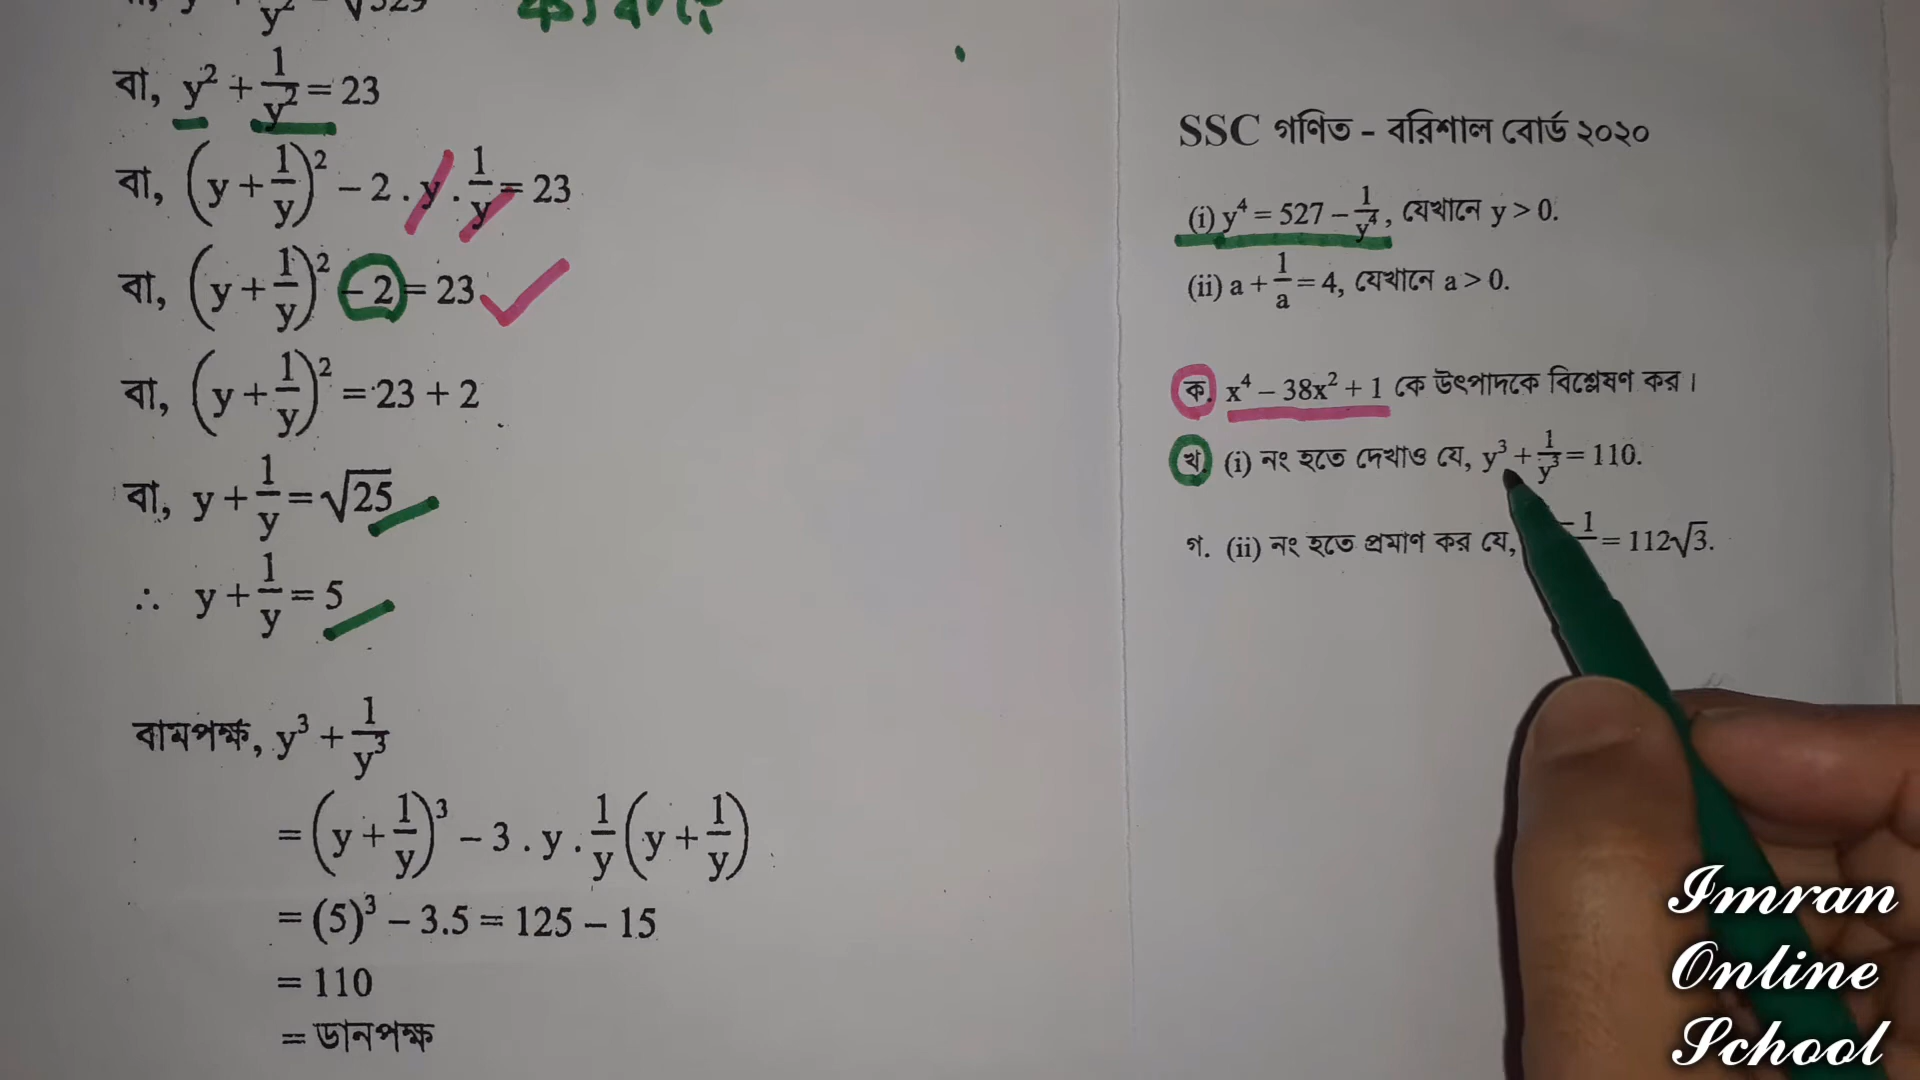 বা, y² + 1/y² = 23
বা, (y + 1/y)² – 2 . y . 1/y = 23
বা, (y + 1/y)² – 2 = 23
বা, (y + 1/y)² = 23 + 2
বা, y + 1/y = √25
∴ y + 1/y = 5
বামপক্ষ, y³ + 1/y³
= (y + 1/y)³ – 3 . y . 1/y (y + 1/y)
= (5)³ – 3.5 = 125 – 15
= 110
= ডানপক্ষ
SSC গণিত - বরিশাল বোর্ড ২০২০
(i) y⁴ = 527 – 1/y⁴, যেখানে y > 0.
(ii) a + 1/a = 4, যেখানে a > 0.
ক. x⁴ – 38x² + 1 কে উৎপাদকে বিশ্লেষণ কর।
খ. (i) নং হতে দেখাও যে, y³ + 1/y³ = 110.
গ. (ii) নং হতে প্রমাণ কর যে, = 112√3.
Imran
Online
School